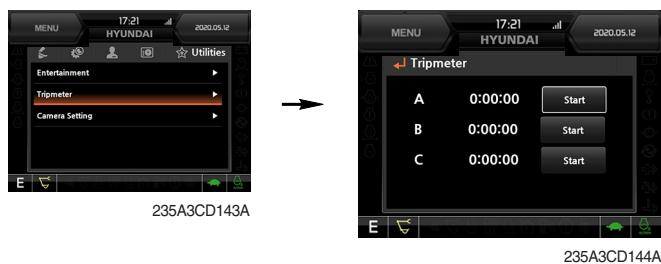 MENU
17:21
HYUNDAI
2020.05.12
Utilities
Entertainment
Tripmeter
Camera Setting
E
235A3CD143A
MENU
17:21
HYUNDAI
2020.05.12
Tripmeter
A 0:00:00 Start
B 0:00:00 Start
C 0:00:00 Start
E
235A3CD144A